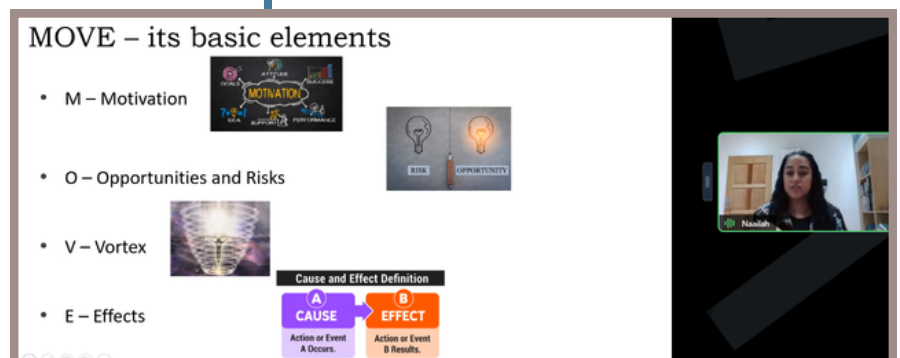 MOVE – its basic elements
• M – Motivation
GOALS
ATTITUDE
SUCCESS
MOTIVATION
IDEA
SUPPORT
PERFORMANCE
RISK
OPPORTUNITY
• O – Opportunities and Risks
• V – Vortex
Cause and Effect Definition
A
CAUSE
Action or Event
A Occurs.
B
EFFECT
Action or Event
B Results.
• E – Effects
Naailah